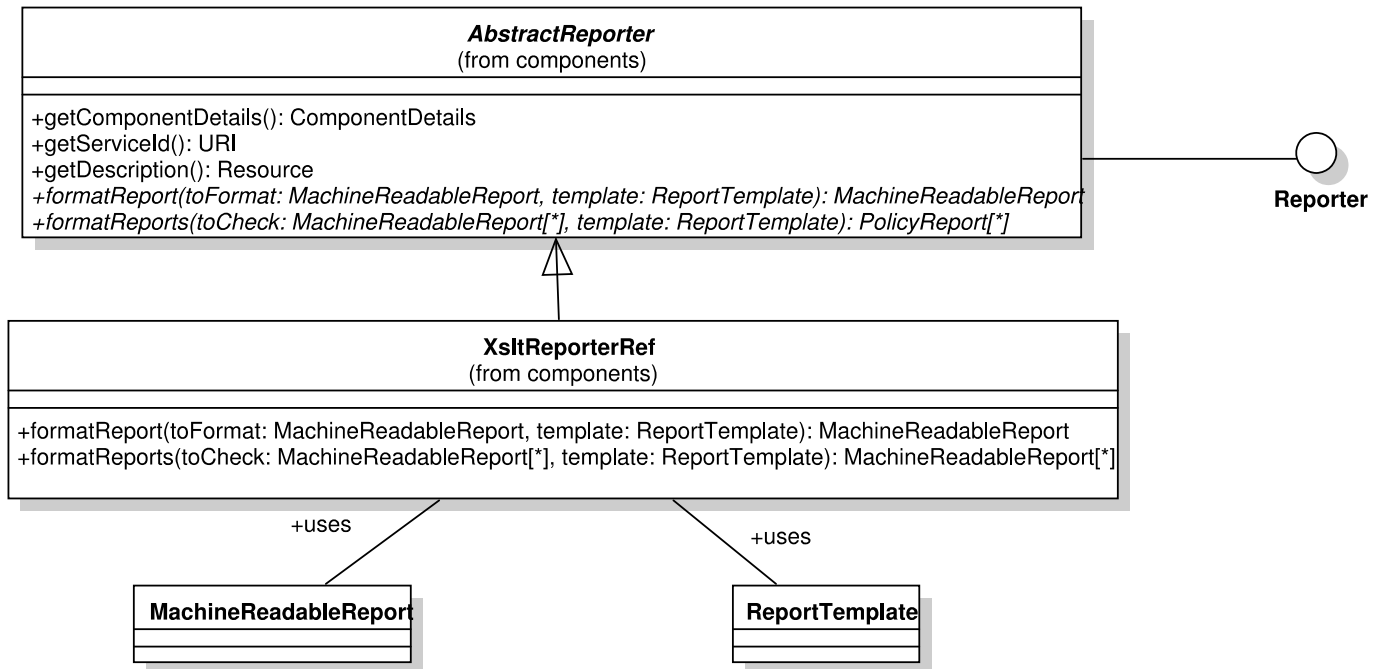 AbstractReporter
(from components)
+getComponentDetails(): ComponentDetails
+getServiceId(): URI
+getDescription(): Resource
+formatReport(toFormat: MachineReadableReport, template: ReportTemplate): MachineReadableReport
+formatReports(toCheck: MachineReadableReport[*], template: ReportTemplate): PolicyReport[*]
Reporter
XsltReporterRef
(from components)
+formatReport(toFormat: MachineReadableReport, template: ReportTemplate): MachineReadableReport
+formatReports(toCheck: MachineReadableReport[*], template: ReportTemplate): MachineReadableReport[*]
+uses
+uses
MachineReadableReport
ReportTemplate